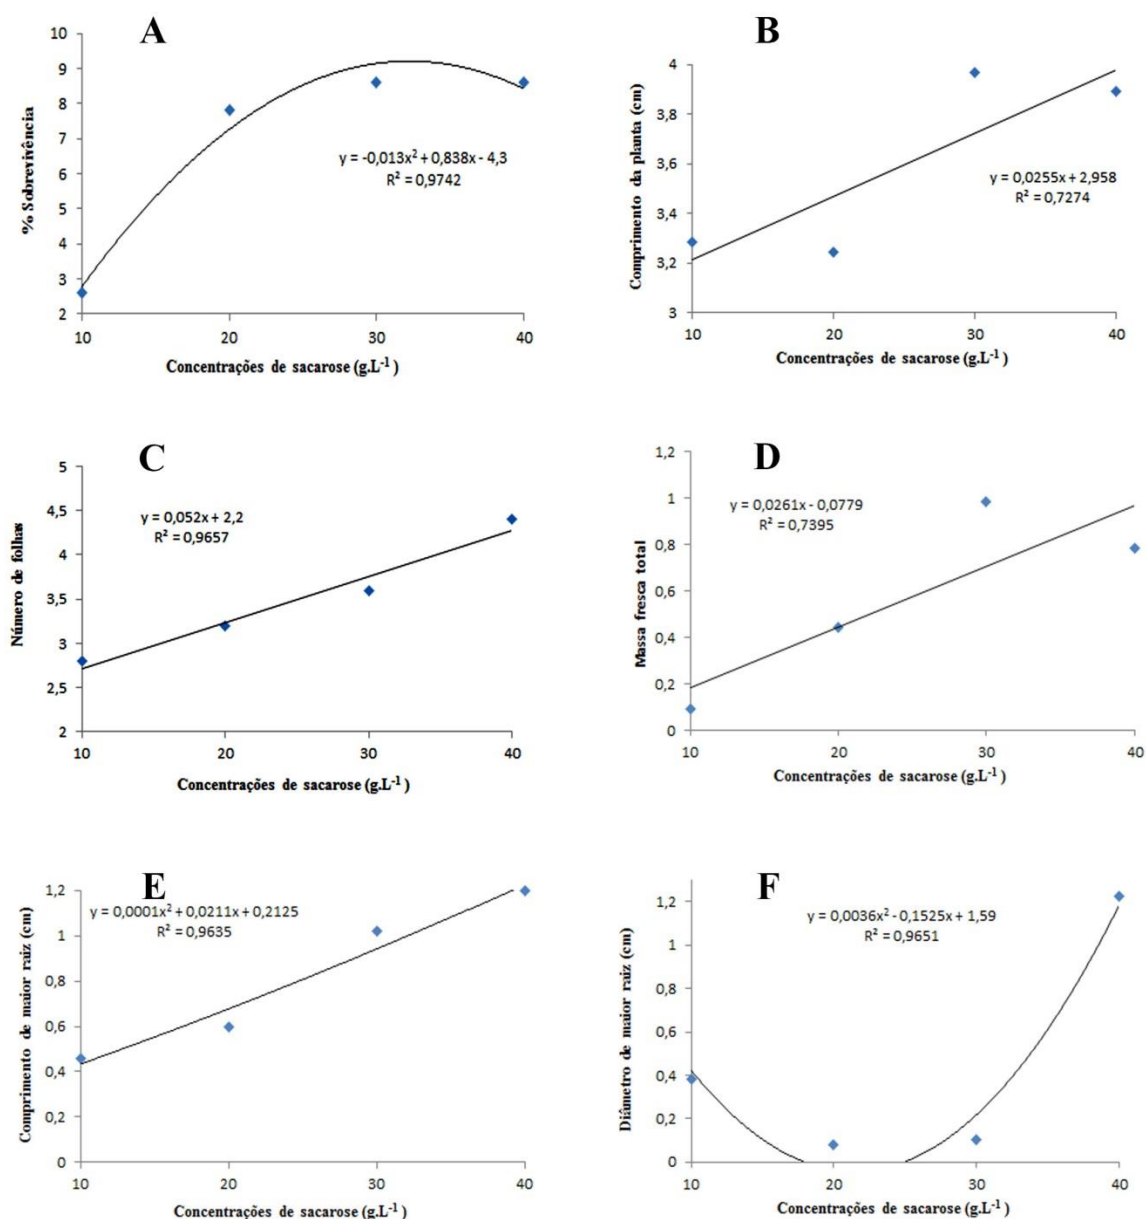 A
% Sobrevivência
10
9
8
7
6
5
4
3
2
y = -0,013x² + 0,838x - 4,3
R² = 0,9742
10 20 30 40
Concentrações de sacarose (g.L⁻¹ )
B
Comprimento da planta (cm)
4
3,8
3,6
3,4
3,2
3
y = 0,0255x + 2,958
R² = 0,7274
10 20 30 40
Concentrações de sacarose (g.L⁻¹ )
C
Número de folhas
5
4,5
4
3,5
3
2,5
2
y = 0,052x + 2,2
R² = 0,9657
10 20 30 40
Concentrações de sacarose (g.L⁻¹ )
D
Massa fresca total
1,2
1
0,8
0,6
0,4
0,2
0
y = 0,0261x - 0,0779
R² = 0,7395
10 20 30 40
Concentrações de sacarose (g.L⁻¹ )
E
Comprimento de maior raiz (cm)
1,2
1
0,8
0,6
0,4
0,2
0
y = 0,0001x² + 0,0211x + 0,2125
R² = 0,9635
10 20 30 40
Concentrações de sacarose (g.L⁻¹ )
F
Diâmetro de maior raiz (cm)
1,2
1
0,8
0,6
0,4
0,2
0
y = 0,0036x² - 0,1525x + 1,59
R² = 0,9651
10 20 30 40
Concentrações de sacarose (g.L⁻¹ )